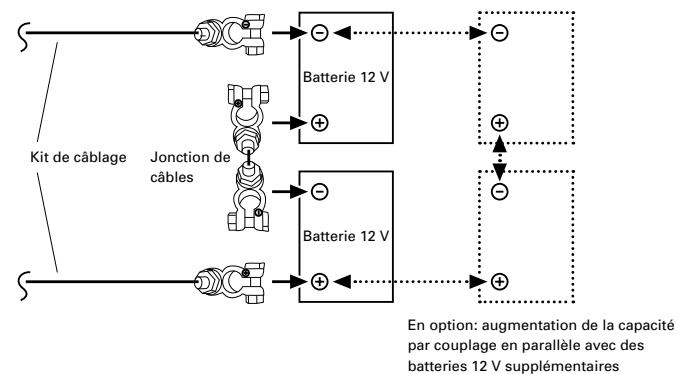 Batterie 12 V
Kit de câblage
Jonction de
câbles
Batterie 12 V
En option: augmentation de la capacité
par couplage en parallèle avec des
batteries 12 V supplémentaires